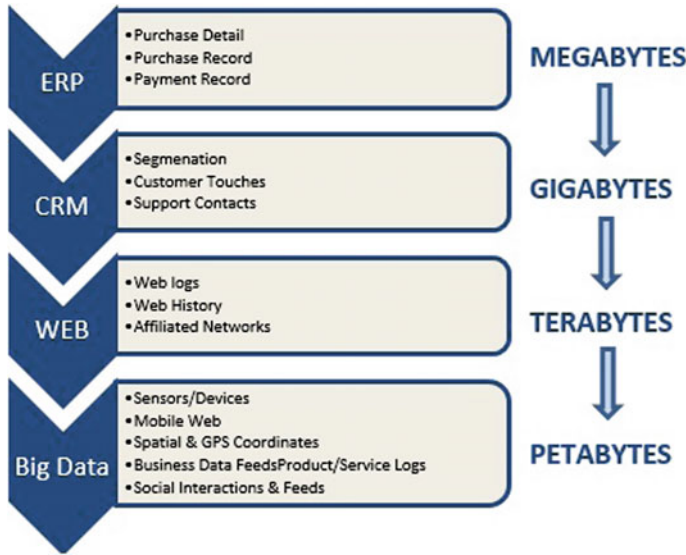 ERP
•Purchase Detail
•Purchase Record
•Payment Record
MEGABYTES
CRM
•Segmenation
•Customer Touches
•Support Contacts
GIGABYTES
WEB
•Web logs
•Web History
•Affiliated Networks
TERABYTES
Big Data
•Sensors/Devices
•Mobile Web
•Spatial & GPS Coordinates
•Business Data FeedsProduct/Service Logs
•Social Interactions & Feeds
PETABYTES